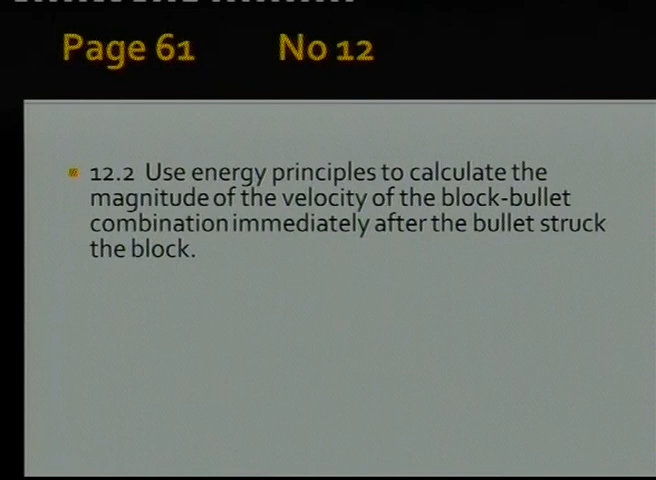 Page 61 No 12
12.2 Use energy principles to calculate the
magnitude of the velocity of the block-bullet
combination immediately after the bullet struck
the block.